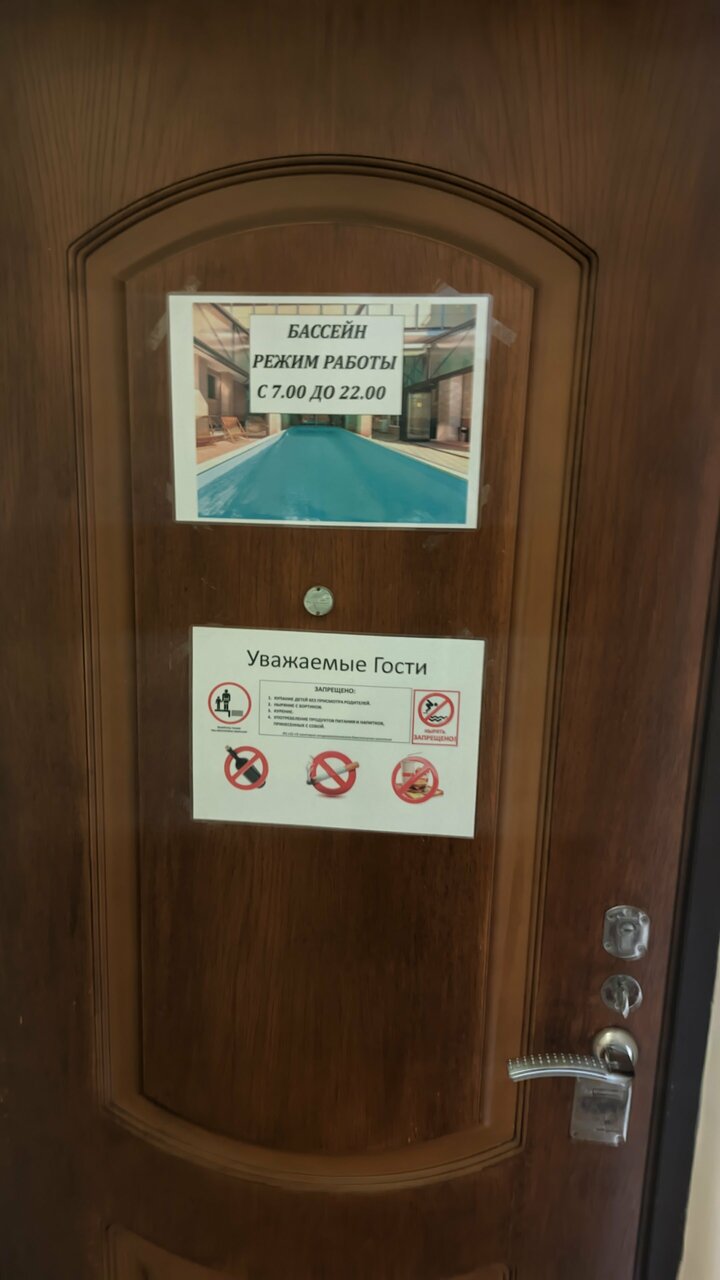 БАССЕЙН
РЕЖИМ РАБОТЫ
С 7.00 ДО 22.00
Уважаемые Гости
ЗАПРЕЩЕНО:
1. КУПАНИЕ ДЕТЕЙ БЕЗ ПРИСМОТРА РОДИТЕЛЕЙ.
2. НЫРЯНИЕ С БОРТИКОВ.
3. КУРЕНИЕ.
4. УПОТРЕБЛЕНИЕ ПРОДУКТОВ ПИТАНИЯ И НАПИТКОВ,
ПРИНЕСЕННЫХ С СОБОЙ.
НЫРЯТЬ
ЗАПРЕЩЕНО!